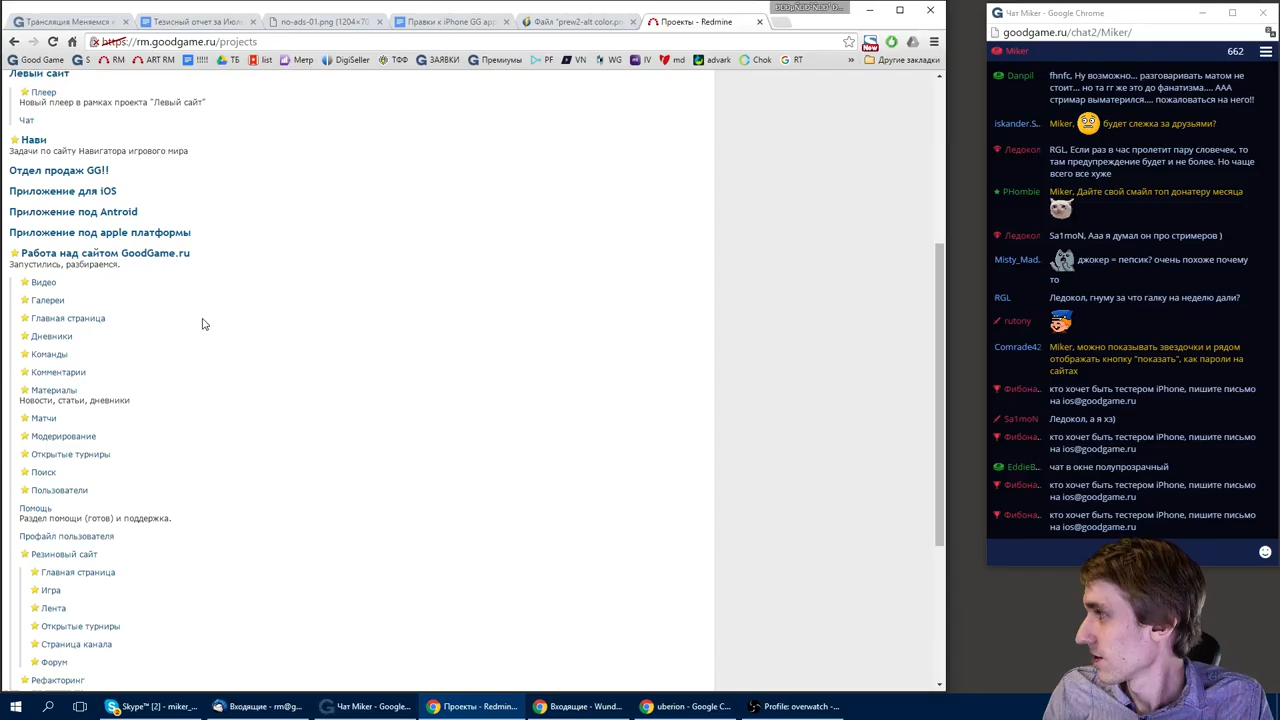 Трансляция Меняемся к
Тезисный отчет за Июл
no-ads-01.png (1204×70
Правки к iPhone GG app
Файл "prew2-alt color.p
Проекты - Redmine
https://rm.goodgame.ru/projects
Good Game
S
RM
ART RM
!!!!!
ТБ
list
Метр
DigiSeller
ТФФ
ЗАЯВКИ
Премиумы
PF
VN
WG
IV
md
advark
Chok
RT
»
Другие закладки
Левый сайт
Плеер
Новый плеер в рамках проекта "Левый сайт"
Чат
Нави
Задачи по сайту Навигатора игрового мира
Отдел продаж GG!!
Приложение для iOS
Приложение под Antroid
Приложение под apple платформы
Работа над сайтом GoodGame.ru
Запустились, разбираемся.
Видео
Галереи
Главная страница
Дневники
Команды
Комментарии
Материалы
Новости, статьи, дневники
Матчи
Модерирование
Открытые турниры
Поиск
Пользователи
Помощь
Раздел помощи (готов) и поддержка.
Профайл пользователя
Резиновый сайт
Главная страница
Игра
Лента
Открытые турниры
Страница канала
Форум
Рефакторинг
Чат Miker - Google Chrome
goodgame.ru/chat2/Miker/
Miker
662
Danpil
fhnfc, Ну возможно... разговаривать матом не
стоит... но та гг же это до фанатизма.... ААА
стримар выматерился.... пожаловаться на него!!
iskander.S..
Miker, будет слежка за друзьями?
Ледокол
RGL, Если раз в час пролетит пару словечек, то
там предупреждение будет и не более. Но чаще
всего все хуже
PHombie
Miker, Дайте свой смайл топ донатеру месяца
Ледокол
Sa1moN, Ааа я думал он про стримеров )
Misty_Mad..
джокер = пепсик? очень похоже почему
то
RGL
Ледокол, гнуму за что галку на неделю дали?
rutony
Comrade42
Miker, можно показывать звездочки и рядом
отображать кнопку "показать", как пароли на
сайтах
Фибона..
кто хочет быть тестером iPhone, пишите письмо
на ios@goodgame.ru
Sa1moN
Ледокол, а я хз)
Фибона..
кто хочет быть тестером iPhone, пишите письмо
на ios@goodgame.ru
EddieB..
чат в окне полупрозрачный
Фибона..
кто хочет быть тестером iPhone, пишите письмо
на ios@goodgame.ru
Фибона..
кто хочет быть тестером iPhone, пишите письмо
на ios@goodgame.ru
Skype™ [2] - miker_...
Входящие - rm@g...
Чат Miker - Google...
Проекты - Redmin...
Входящие - Wund...
uberion - Google C...
Profile: overwatch -...